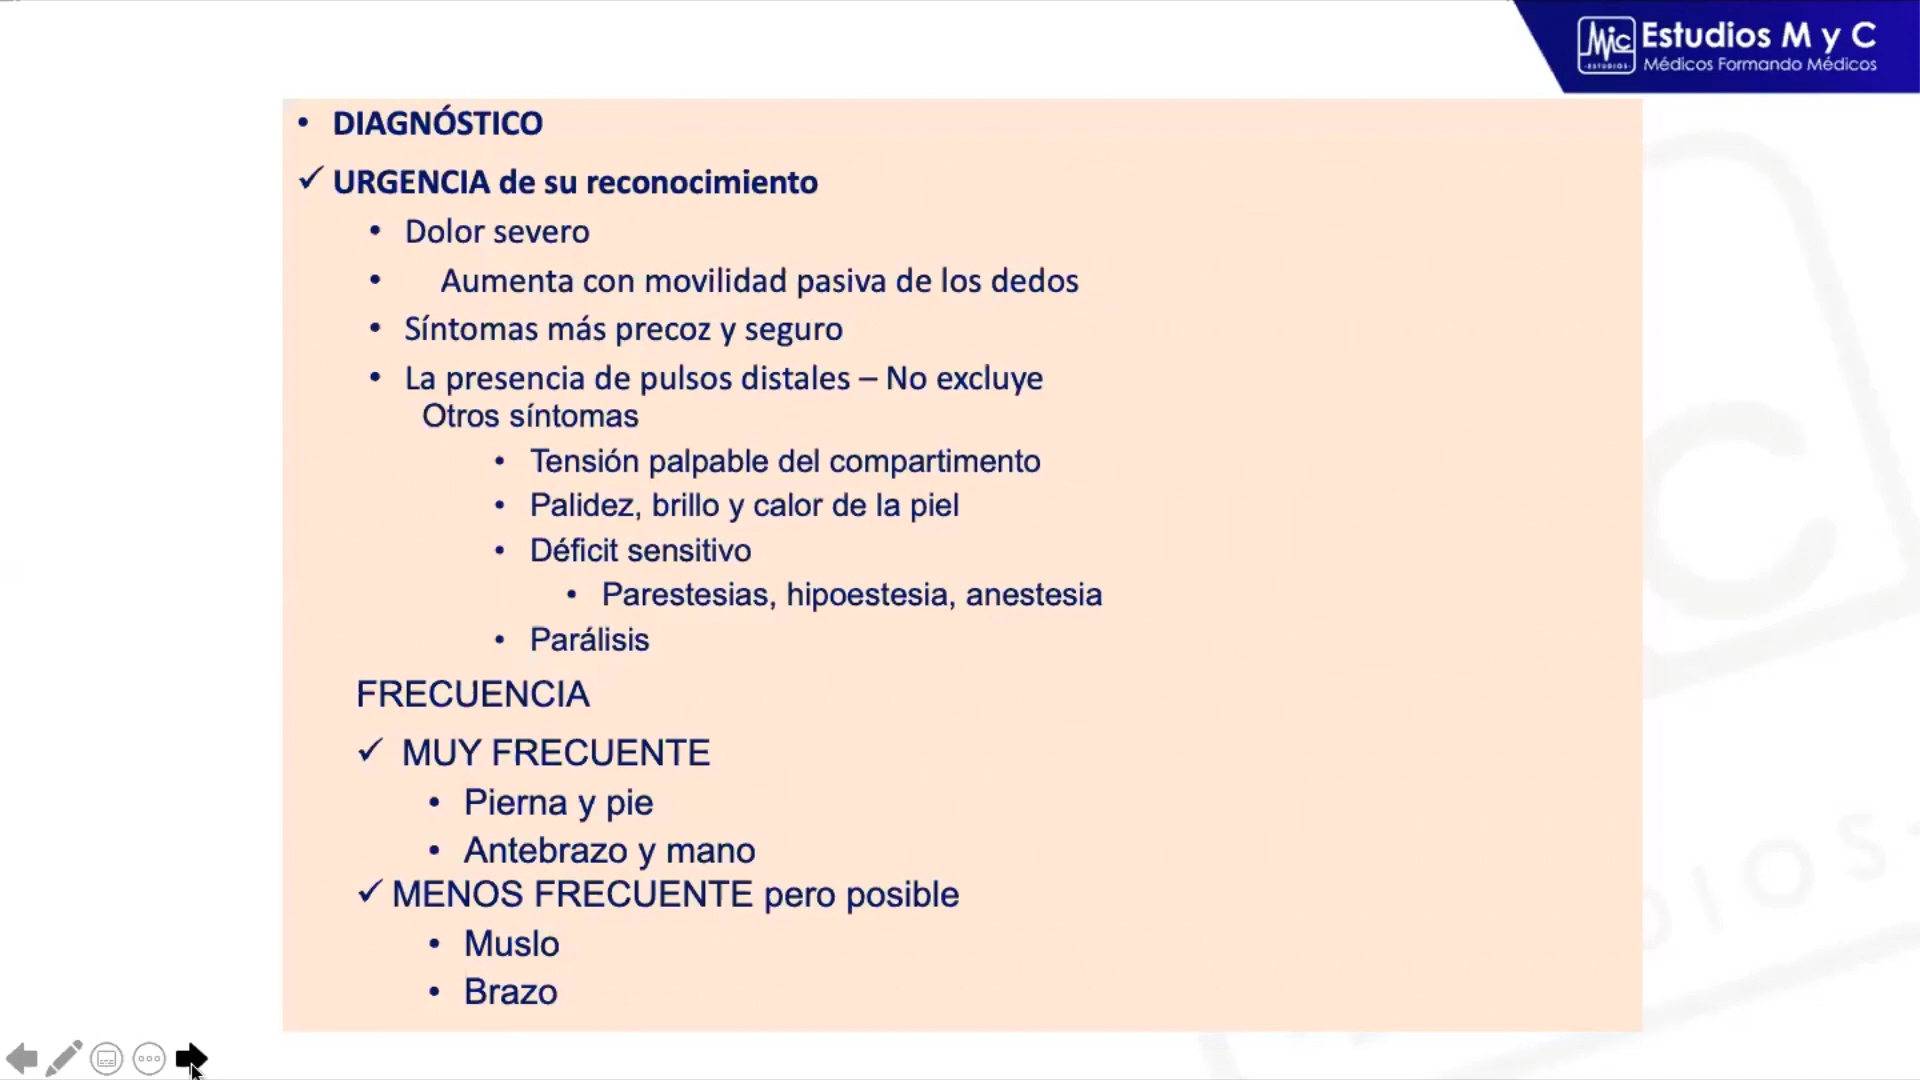 Estudios M y C
Médicos Formando Médicos
• DIAGNÓSTICO
✓ URGENCIA de su reconocimiento
• Dolor severo
• Aumenta con movilidad pasiva de los dedos
• Síntomas más precoz y seguro
• La presencia de pulsos distales – No excluye
Otros síntomas
• Tensión palpable del compartimento
• Palidez, brillo y calor de la piel
• Déficit sensitivo
• Parestesias, hipoestesia, anestesia
• Parálisis
FRECUENCIA
✓ MUY FRECUENTE
• Pierna y pie
• Antebrazo y mano
✓ MENOS FRECUENTE pero posible
• Muslo
• Brazo